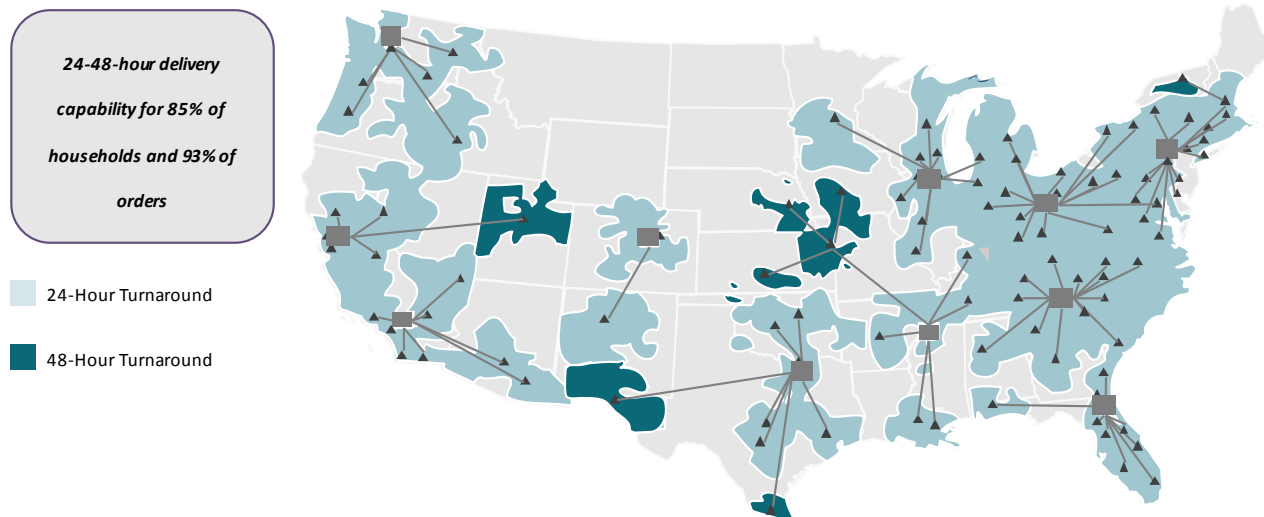 24-48-hour delivery
capability for 85% of
households and 93% of
orders
24-Hour Turnaround
48-Hour Turnaround